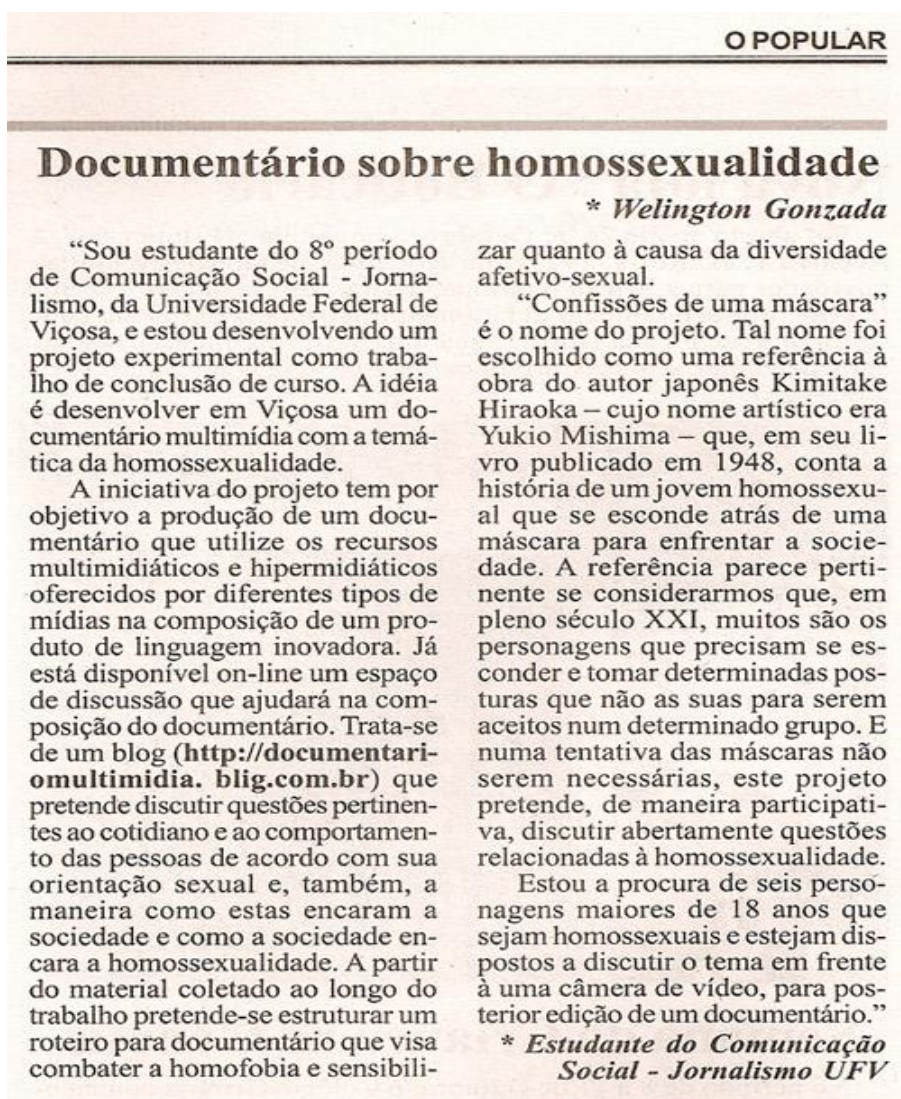 O POPULAR
Documentário sobre homossexualidade
* Welington Gonzada
“Sou estudante do 8º período
de Comunicação Social - Jorna-
lismo, da Universidade Federal de
Viçosa, e estou desenvolvendo um
projeto experimental como traba-
lho de conclusão de curso. A idéia
é desenvolver em Viçosa um do-
cumentário multimídia com a temá-
tica da homossexualidade.
A iniciativa do projeto tem por
objetivo a produção de um docu-
mentário que utilize os recursos
multimidiáticos e hipermidiáticos
oferecidos por diferentes tipos de
mídias na composição de um pro-
duto de linguagem inovadora. Já
está disponível on-line um espaço
de discussão que ajudará na com-
posição do documentário. Trata-se
de um blog (http://documentari-
omultimidia. blig.com.br) que
pretende discutir questões pertinen-
tes ao cotidiano e ao comportamen-
to das pessoas de acordo com sua
orientação sexual e, também, a
maneira como estas encaram a
sociedade e como a sociedade en-
cara a homossexualidade. A partir
do material coletado ao longo do
trabalho pretende-se estruturar um
roteiro para documentário que visa
combater a homofobia e sensibili-
zar quanto à causa da diversidade
afetivo-sexual.
“Confissões de uma máscara”
é o nome do projeto. Tal nome foi
escolhido como uma referência à
obra do autor japonês Kimitake
Hiraoka – cujo nome artístico era
Yukio Mishima – que, em seu li-
vro publicado em 1948, conta a
história de um jovem homossexu-
al que se esconde atrás de uma
máscara para enfrentar a socie-
dade. A referência parece perti-
nente se considerarmos que, em
pleno século XXI, muitos são os
personagens que precisam se es-
conder e tomar determinadas pos-
turas que não as suas para serem
aceitos num determinado grupo. E
numa tentativa das máscaras não
serem necessárias, este projeto
pretende, de maneira participati-
va, discutir abertamente questões
relacionadas à homossexualidade.
Estou a procura de seis perso-
nagens maiores de 18 anos que
sejam homossexuais e estejam dis-
postos a discutir o tema em frente
à uma câmera de vídeo, para pos-
terior edição de um documentário.”
* Estudante do Comunicação
Social - Jornalismo UFV